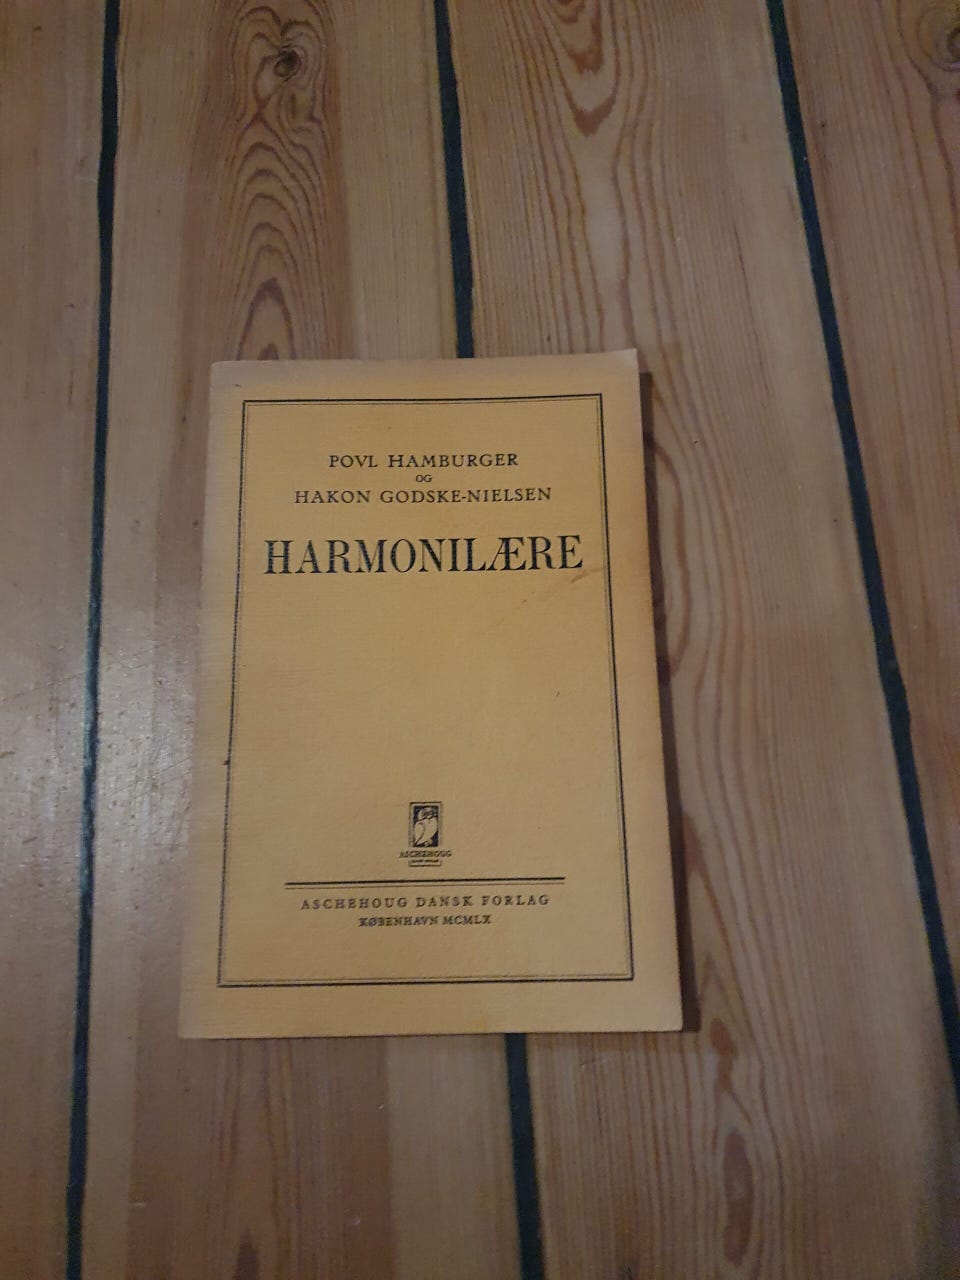 POVL HAMBURGER
OG
HAKON GODSKE-NIELSEN
HARMONILÆRE
ASCHEHOUG
ASCHEHOUG DANSK FORLAG
KØBENHAVN MCMLX